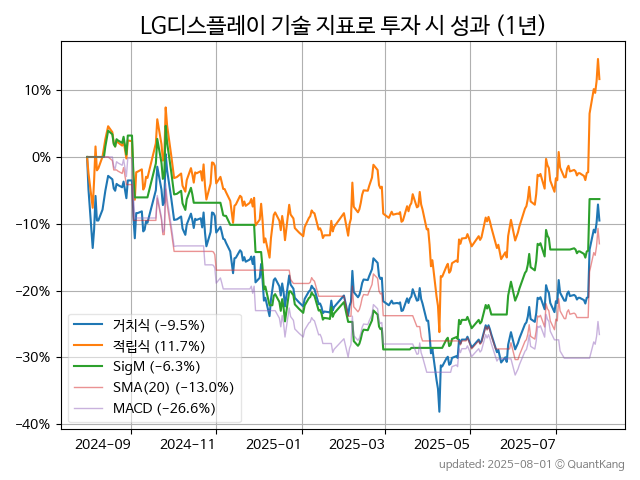 LG디스플레이 기술 지표로 투자 시 성과 (1년)
10%
0%
−10%
−20%
−30%
−40%
거치식 (−9.5%)
적립식 (11.7%)
SigM (−6.3%)
SMA(20) (−13.0%)
MACD (−26.6%)
2024−09
2024−11
2025−01
2025−03
2025−05
2025−07
updated: 2025-08-01 © QuantKang